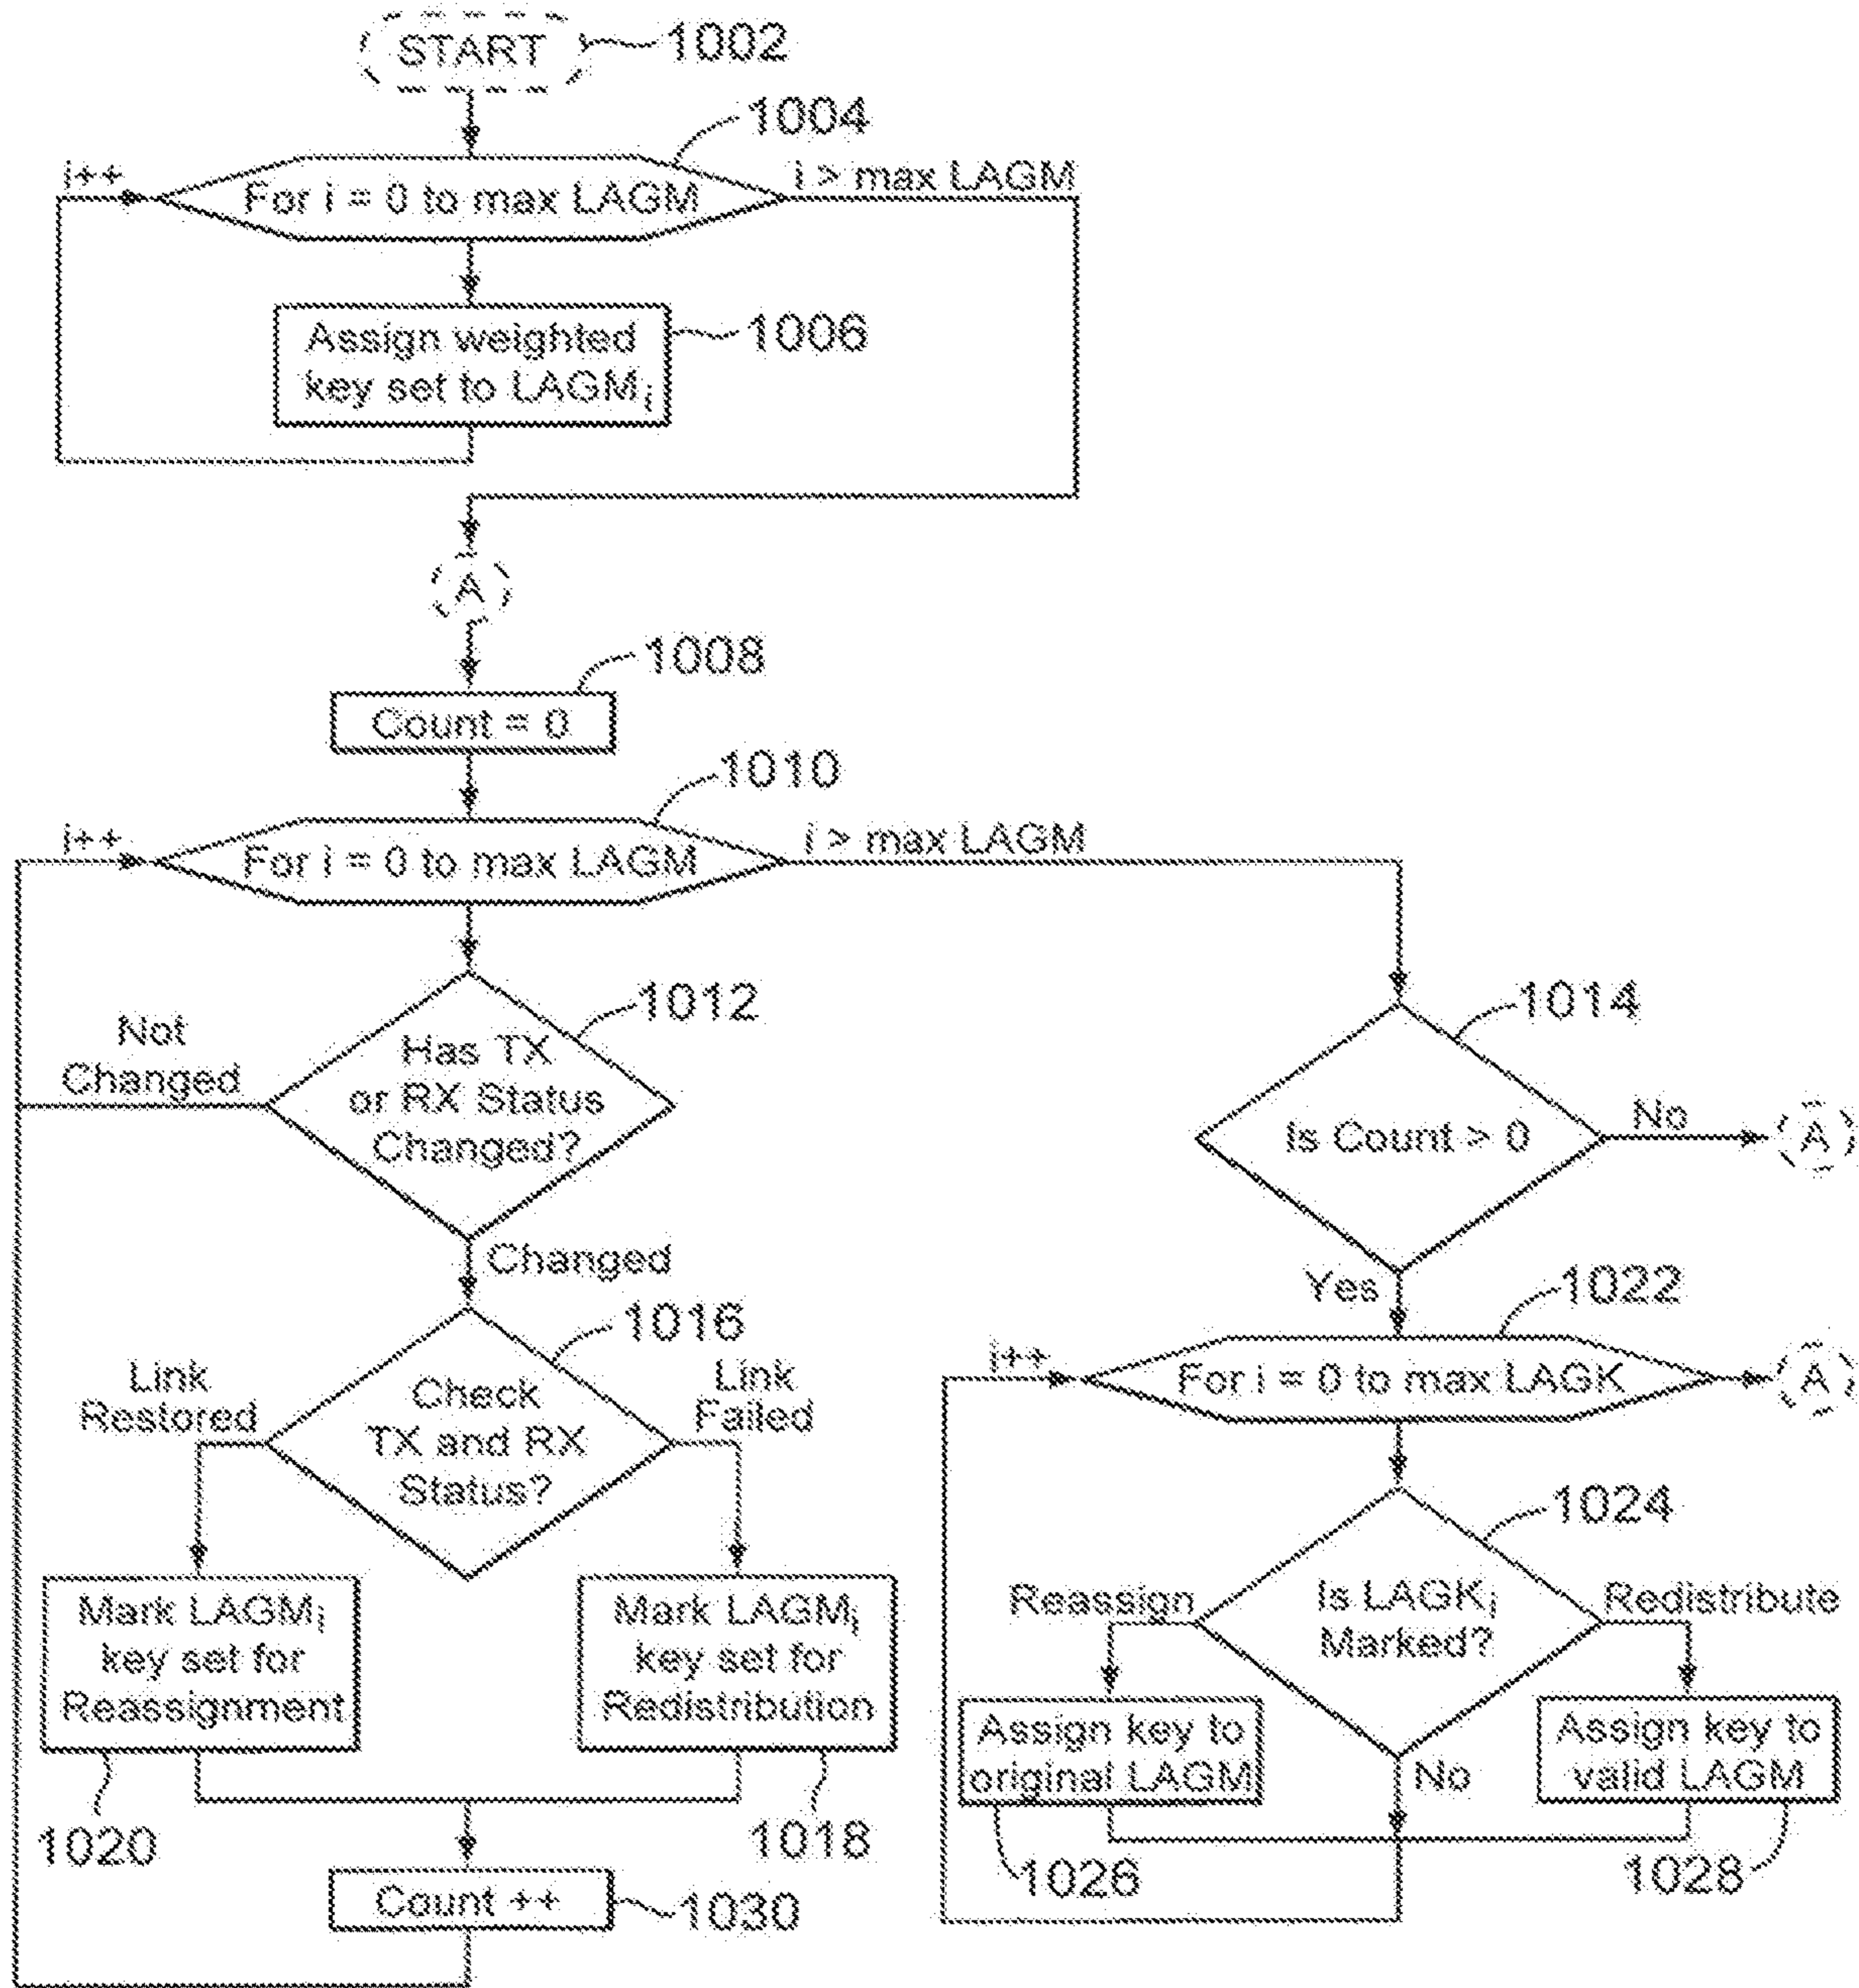 START
1002
1004
i++
For i = 0 to max LAGM
i > max LAGM
Assign weighted
key set to LAGMi
1006
A
1008
Count = 0
1010
i++
For i = 0 to max LAGM
i > max LAGM
1012
Not
Changed
Has TX
or RX Status
Changed?
Changed
1016
Link
Restored
Check
TX and RX
Status?
Link
Failed
Mark LAGMi
key set for
Reassignment
1020
Mark LAGMi
key set for
Redistribution
1018
Count ++
1030
1014
Is Count > 0
No
A
Yes
1022
i++
For i = 0 to max LAGK
A
1024
Reassign
Is LAGKi
Marked?
Redistribute
Assign key to
original LAGM
1026
No
Assign key to
valid LAGM
1028